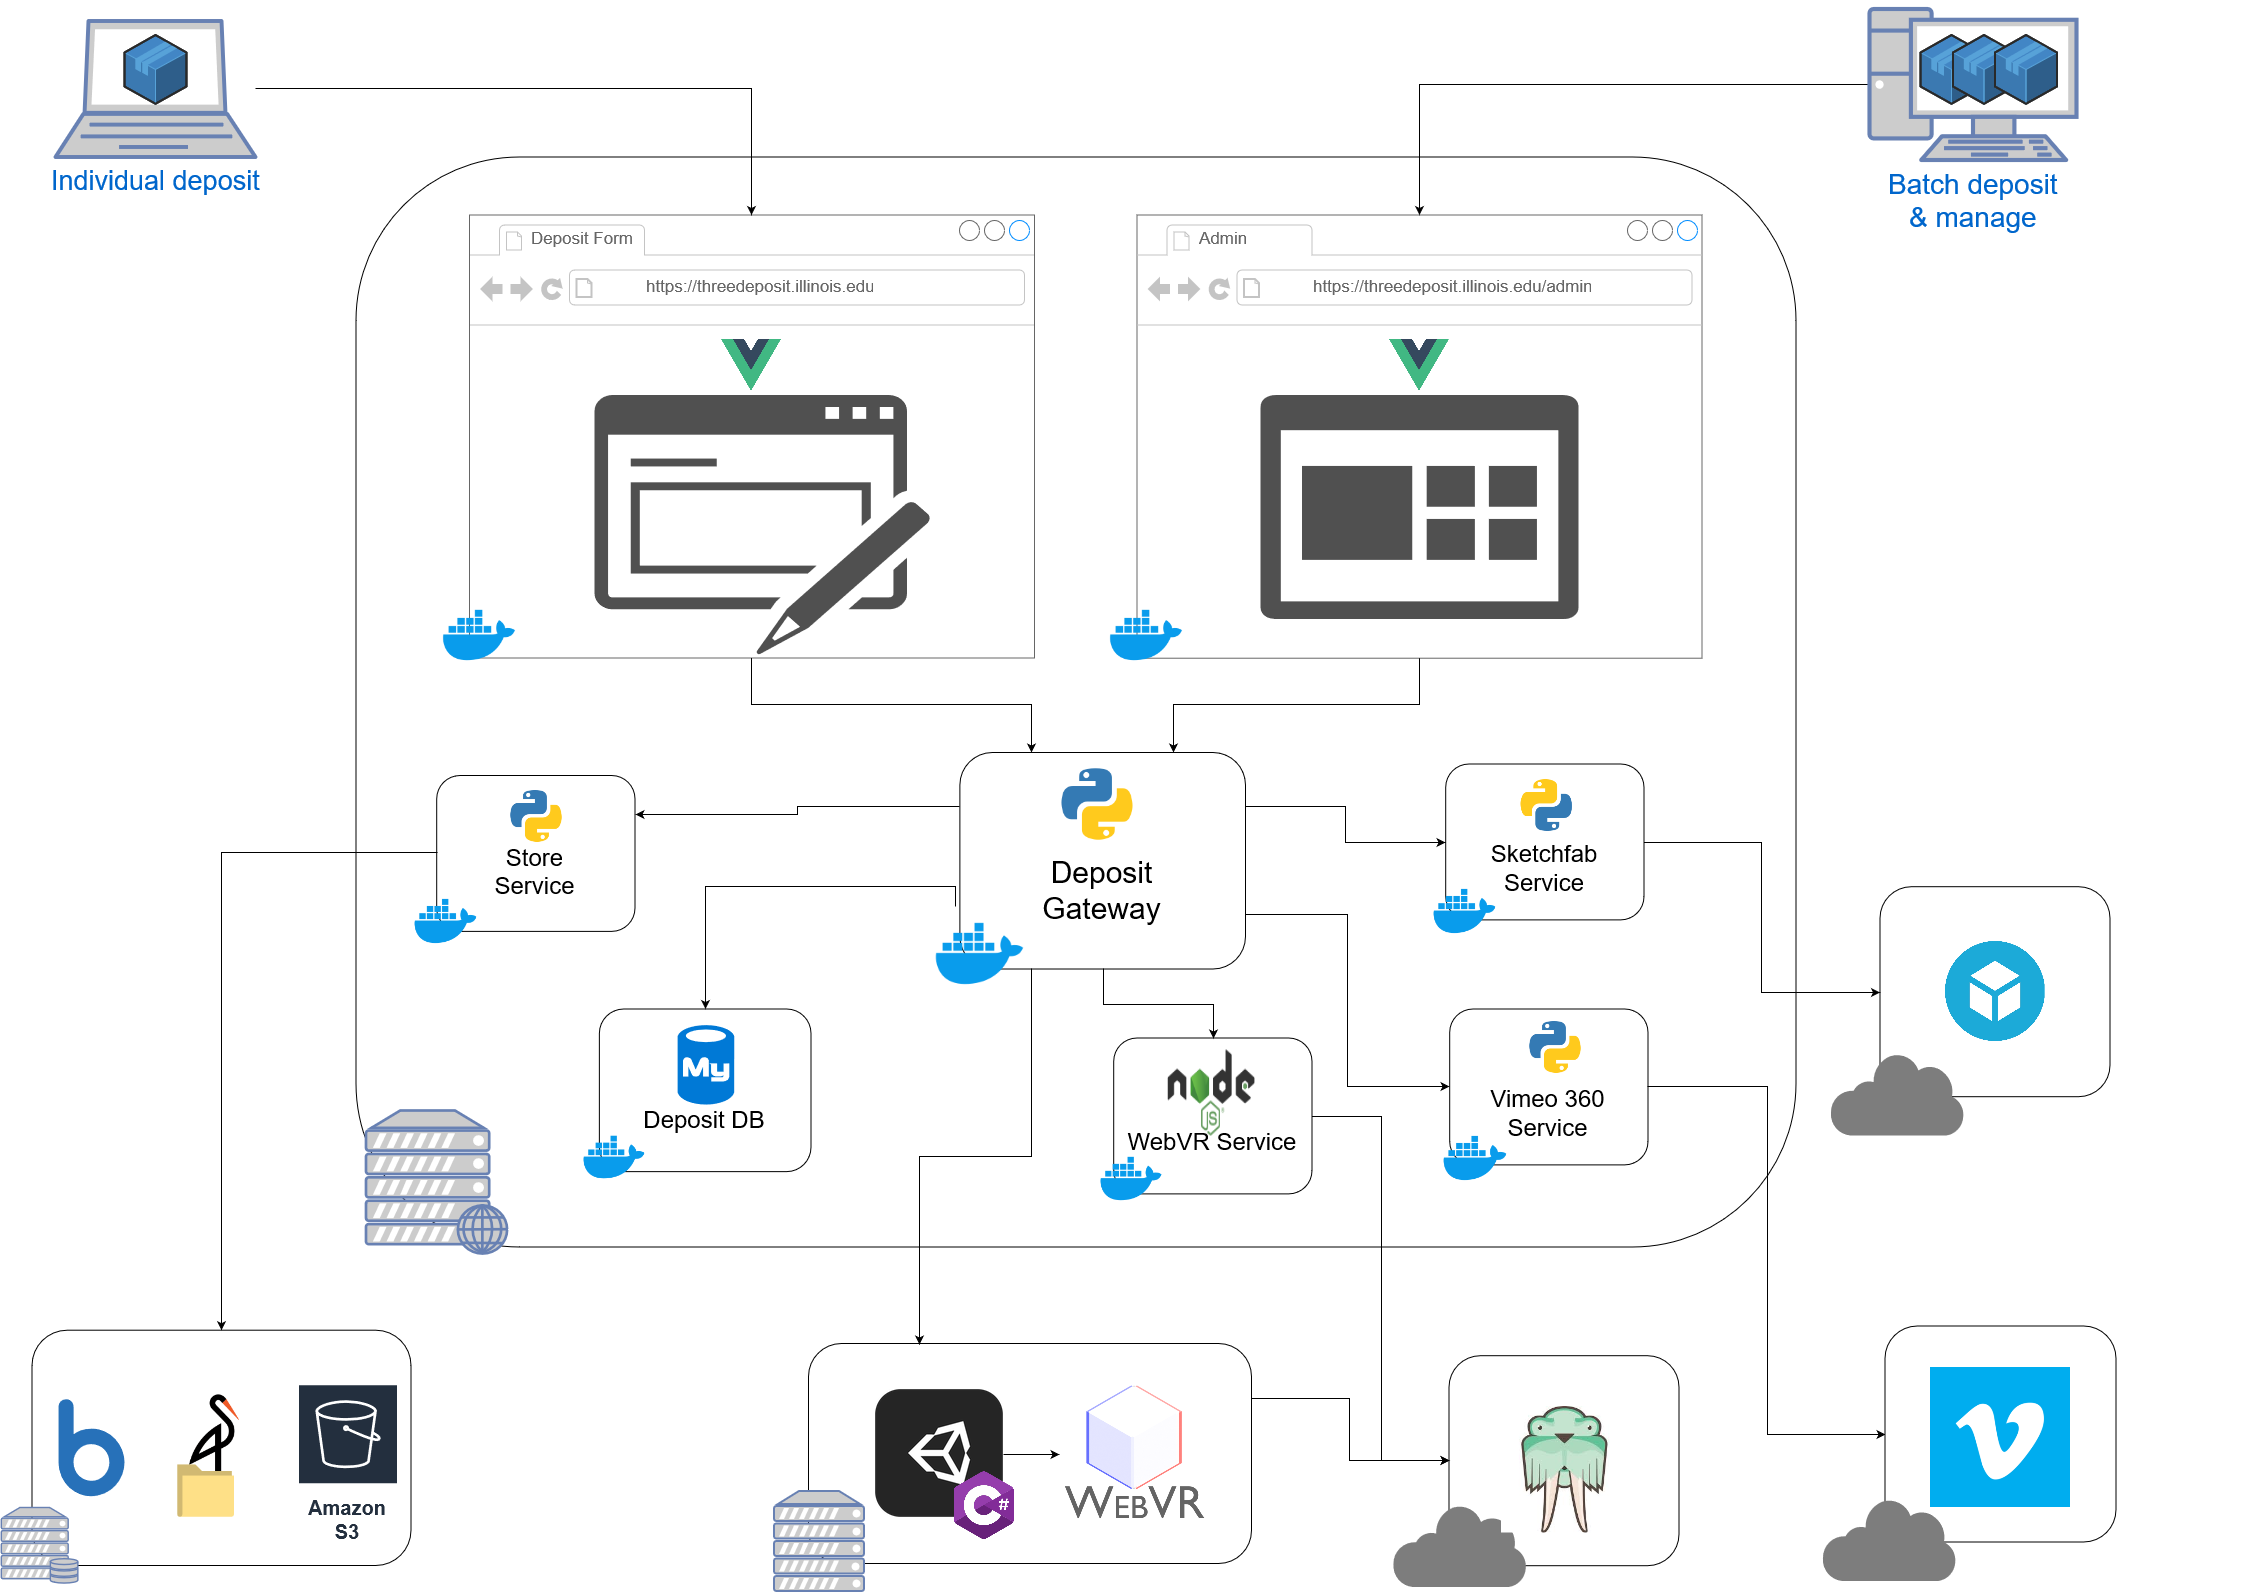 Individual deposit
Batch deposit
& manage
Deposit Form
https://threedeposit.illinois.edu
Admin
https://threedeposit.illinois.edu/admin
Deposit
Gateway
Store
Service
Sketchfab
Service
My
Deposit DB
node
JS
WebVR Service
Vimeo 360
Service
b
Amazon
S3
C#
WEBVR
v